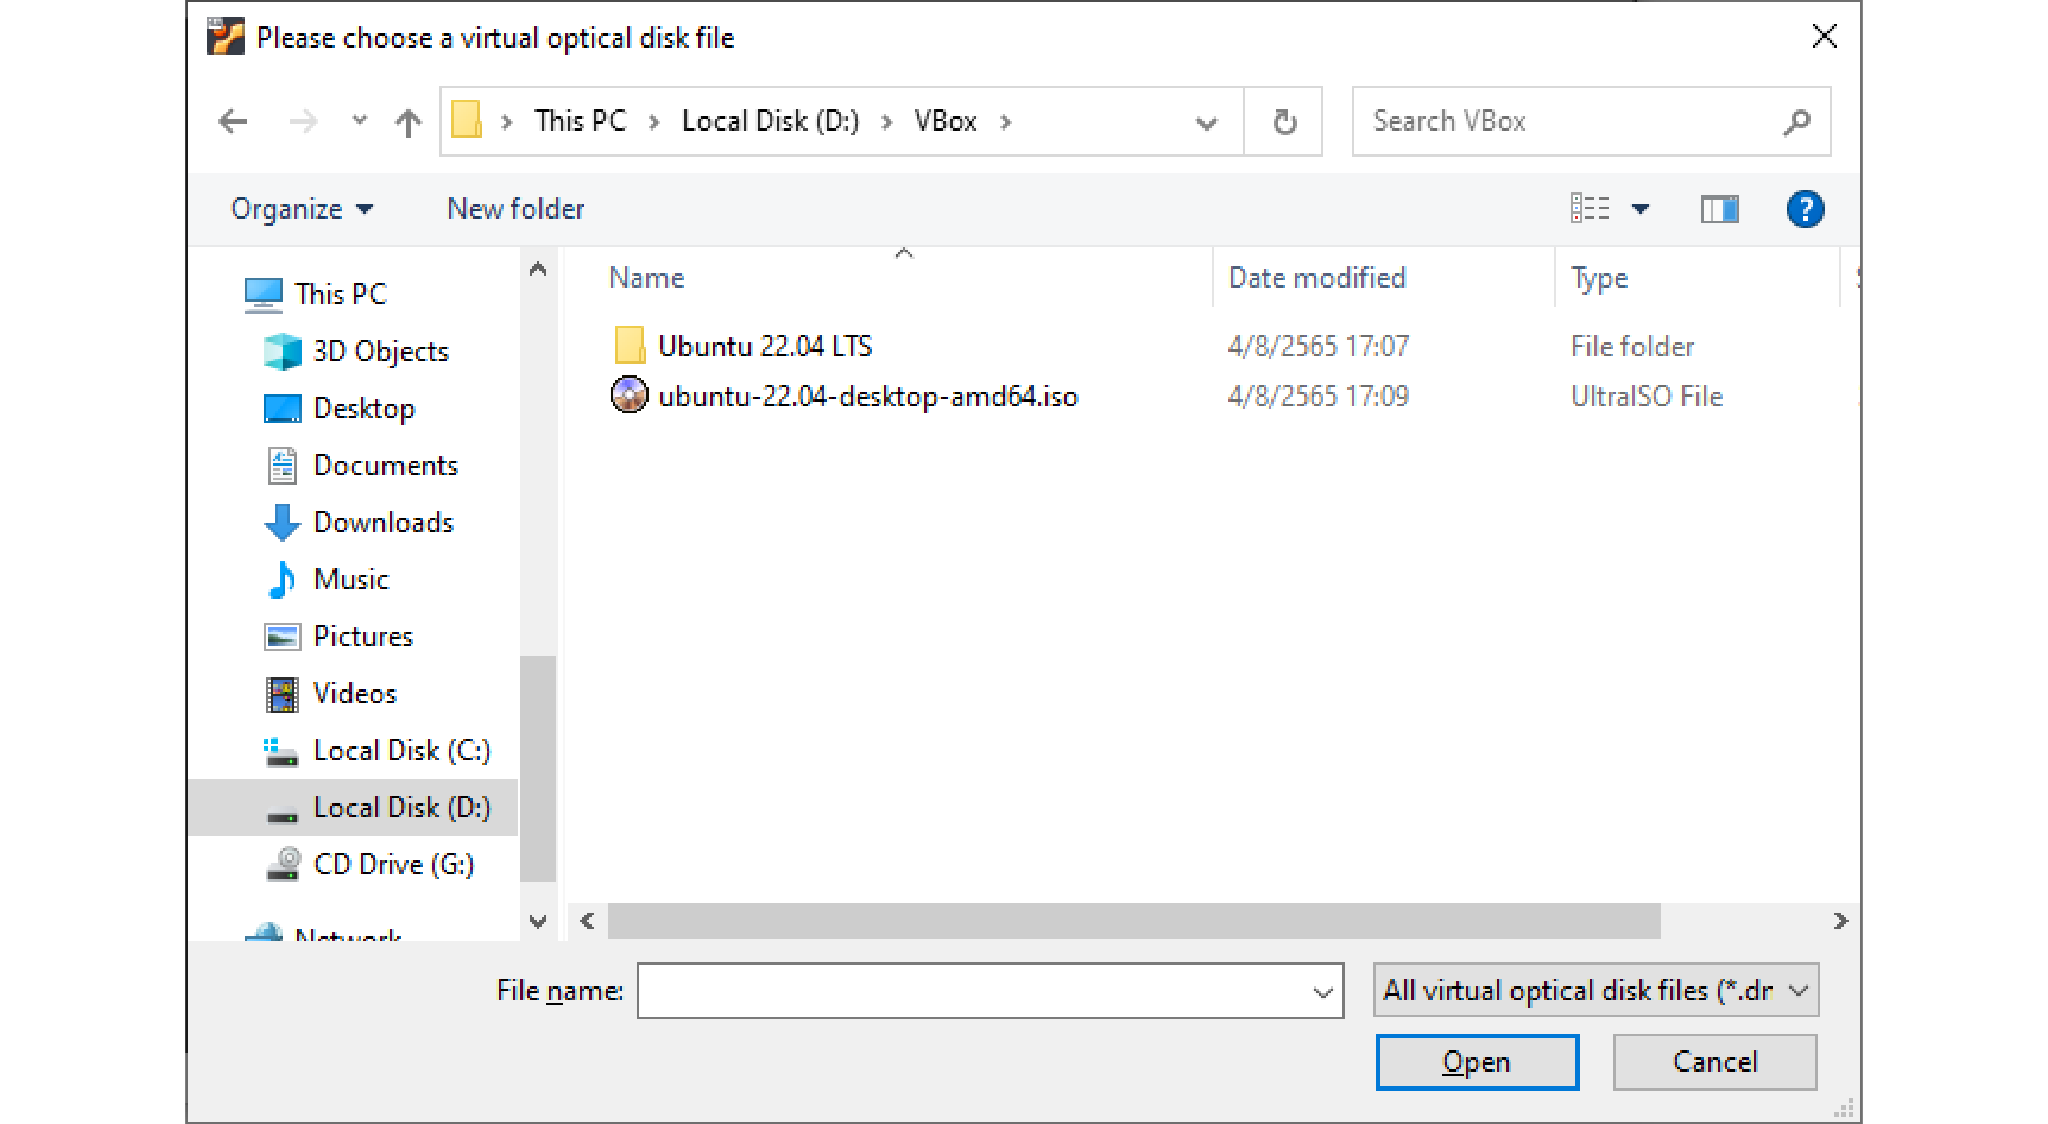 Please choose a virtual optical disk file
This PC > Local Disk (D:) > VBox >
Search VBox
Organize
New folder
?
Name
Date modified
Type
Ubuntu 22.04 LTS
4/8/2565 17:07
File folder
ubuntu-22.04-desktop-amd64.iso
4/8/2565 17:09
UltraISO File
This PC
3D Objects
Desktop
Documents
Downloads
Music
Pictures
Videos
Local Disk (C:)
Local Disk (D:)
CD Drive (G:)
Network
File name:
All virtual optical disk files (*.dr
Open
Cancel